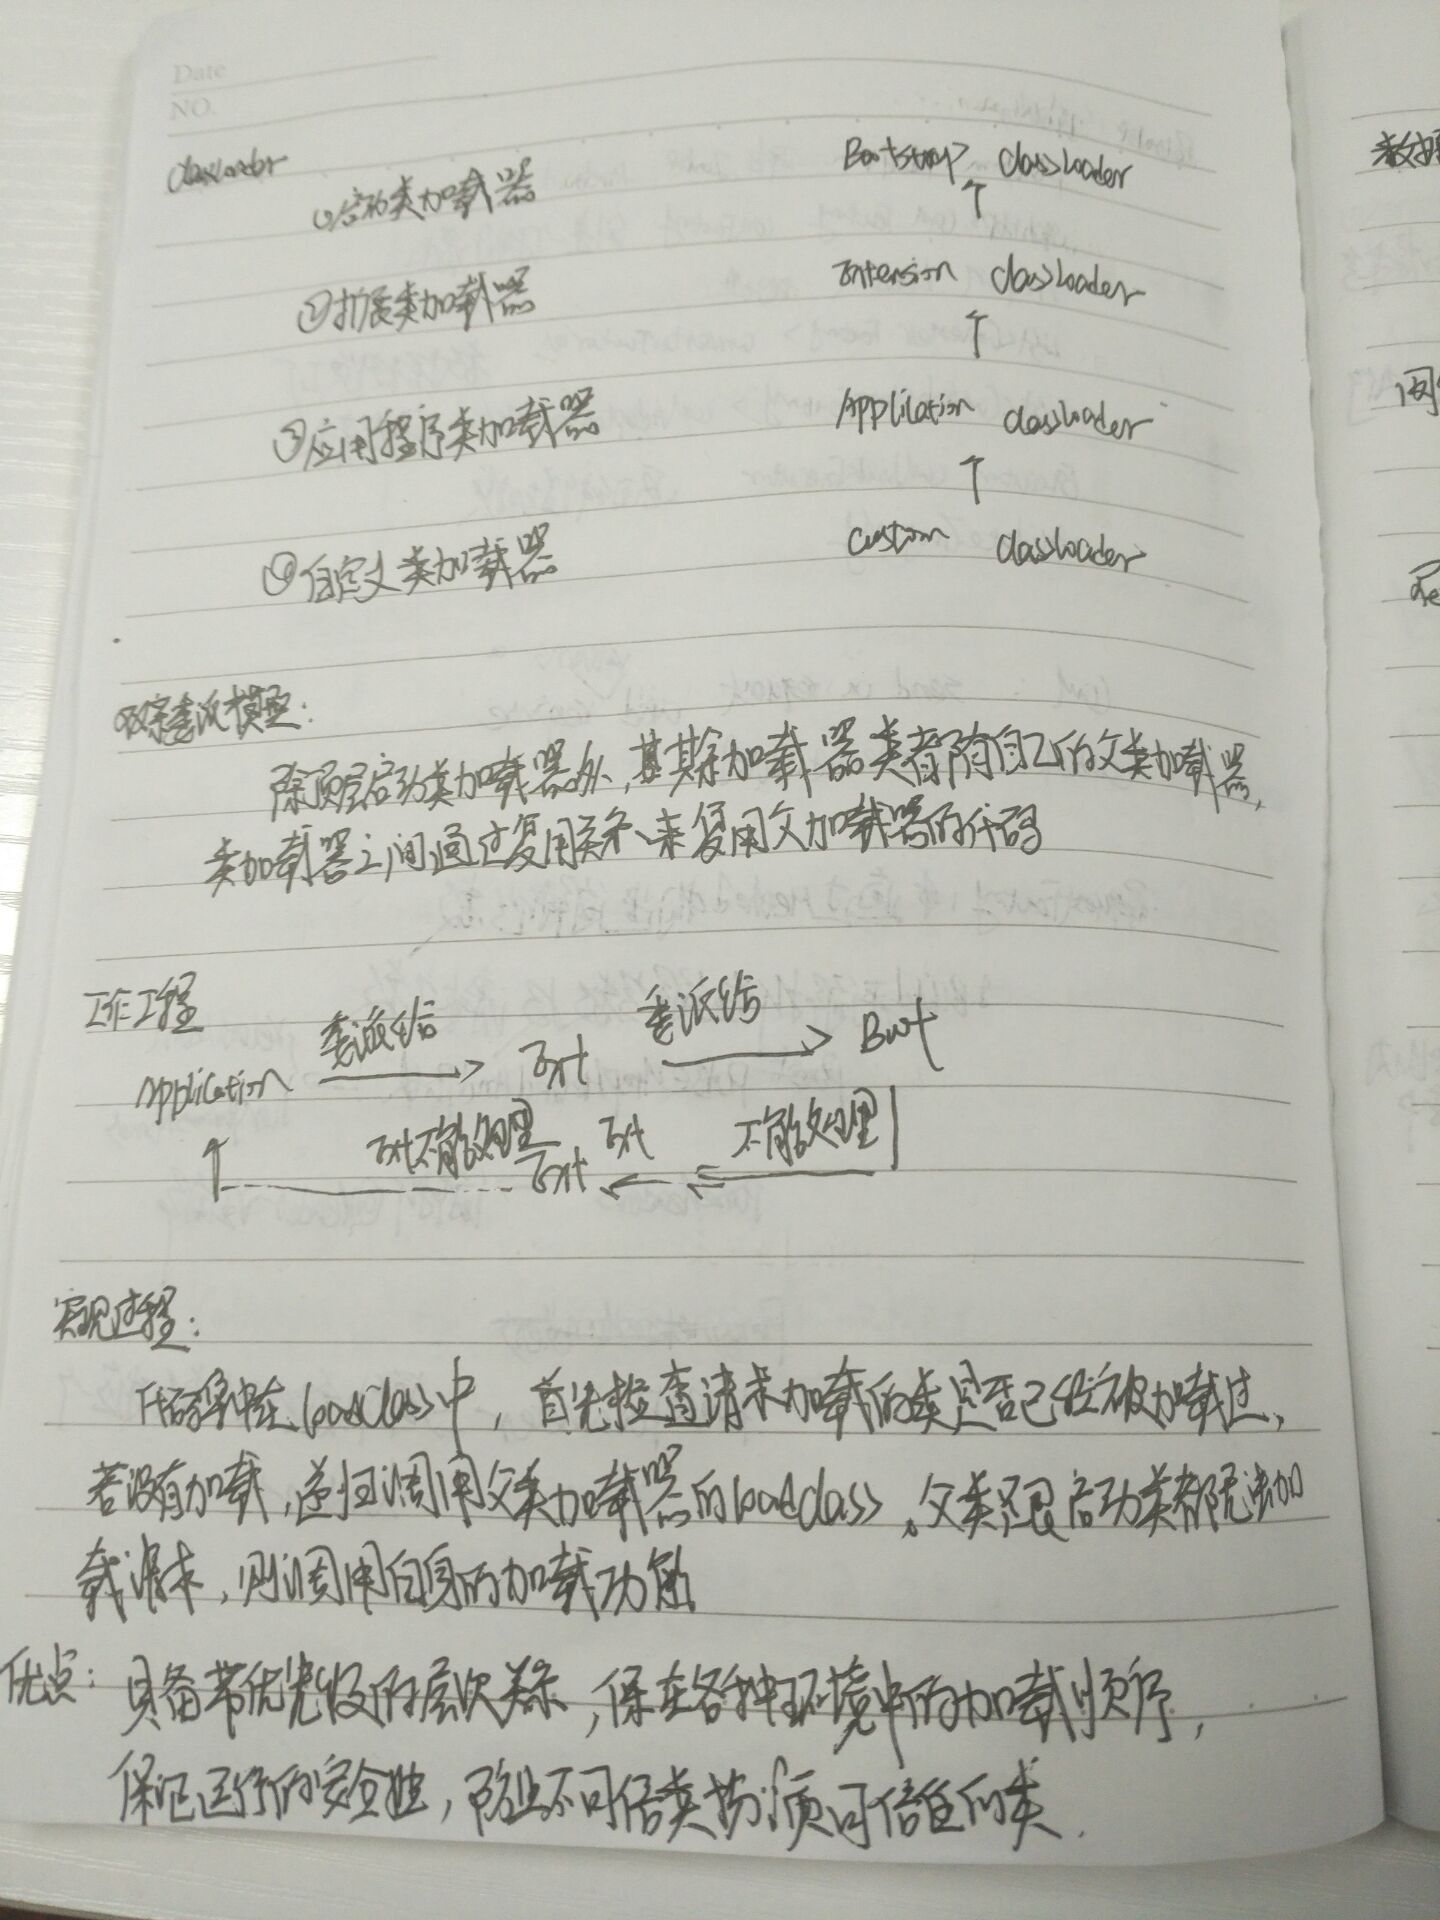 Date
NO.
classloader
①启动类加载器 Bootstrap classLoader
↑
②扩展类加载器 Extension classLoader
↑
③应用程序类加载器 Application classLoader
↑
④自定义类加载器 Custom classLoader
双亲委派模型:
除顶层启动类加载器外,其余加载器类都有自己的父类加载器,
类加载器之间通过复用关系来复用父加载器的代码
工作工程
委派给 委派给
Application → Ext → Boot
Ext不能处理 Ext 不能处理
Ext
实现过程:
代码集中在loadClass中,首先检查请求加载的类是否已经被加载过,
若没有加载,递归调用父类加载器的loadclass。父类 启动类都无法加
载请求,则调用自身的加载功能
优点: 具备带优先级的层次关系,保 在各种环境中的加载顺序,
保证运行的安全性,防止不可信类扮演可信任的类.
数据